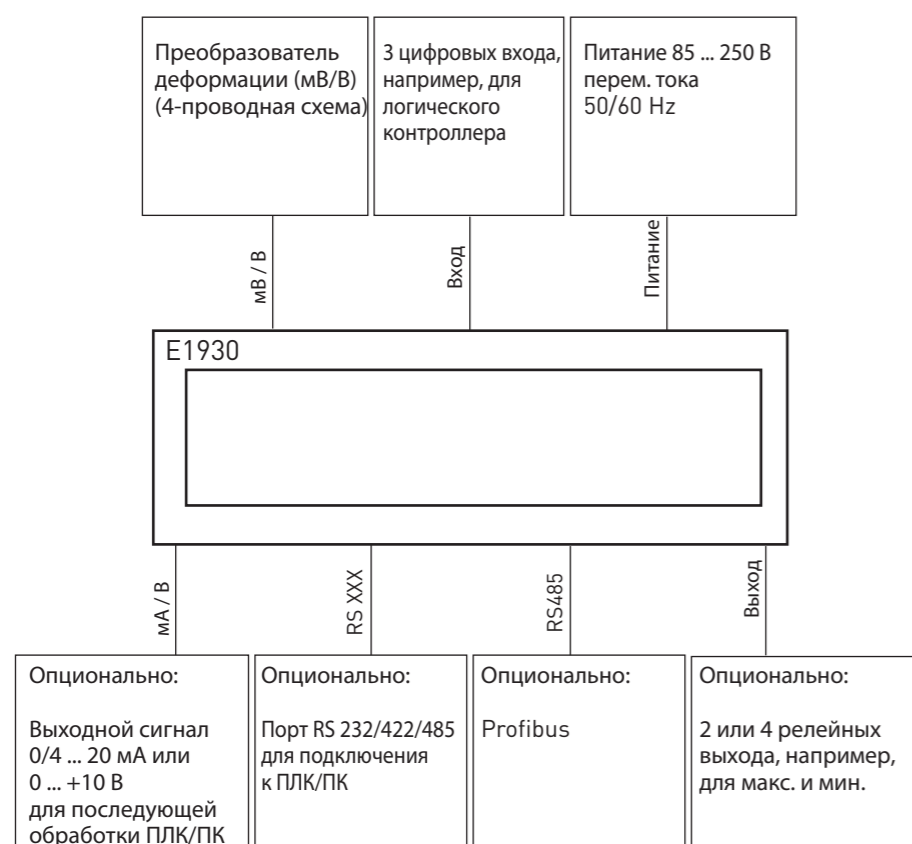 Преобразователь
деформации (мВ/В)
(4-проводная схема)
3 цифровых входа,
например, для
логического
контроллера
Питание 85 ... 250 В
перем. тока
50/60 Hz
мВ / В
Вход
Питание
E1930
мА / В
RS XXX
RS485
Выход
Опционально:
Выходной сигнал
0/4 ... 20 мА или
0 ... +10 В
для последующей
обработки ПЛК/ПК
Опционально:
Порт RS 232/422/485
для подключения
к ПЛК/ПК
Опционально:
Profibus
Опционально:
2 или 4 релейных
выхода, например,
для макс. и мин.